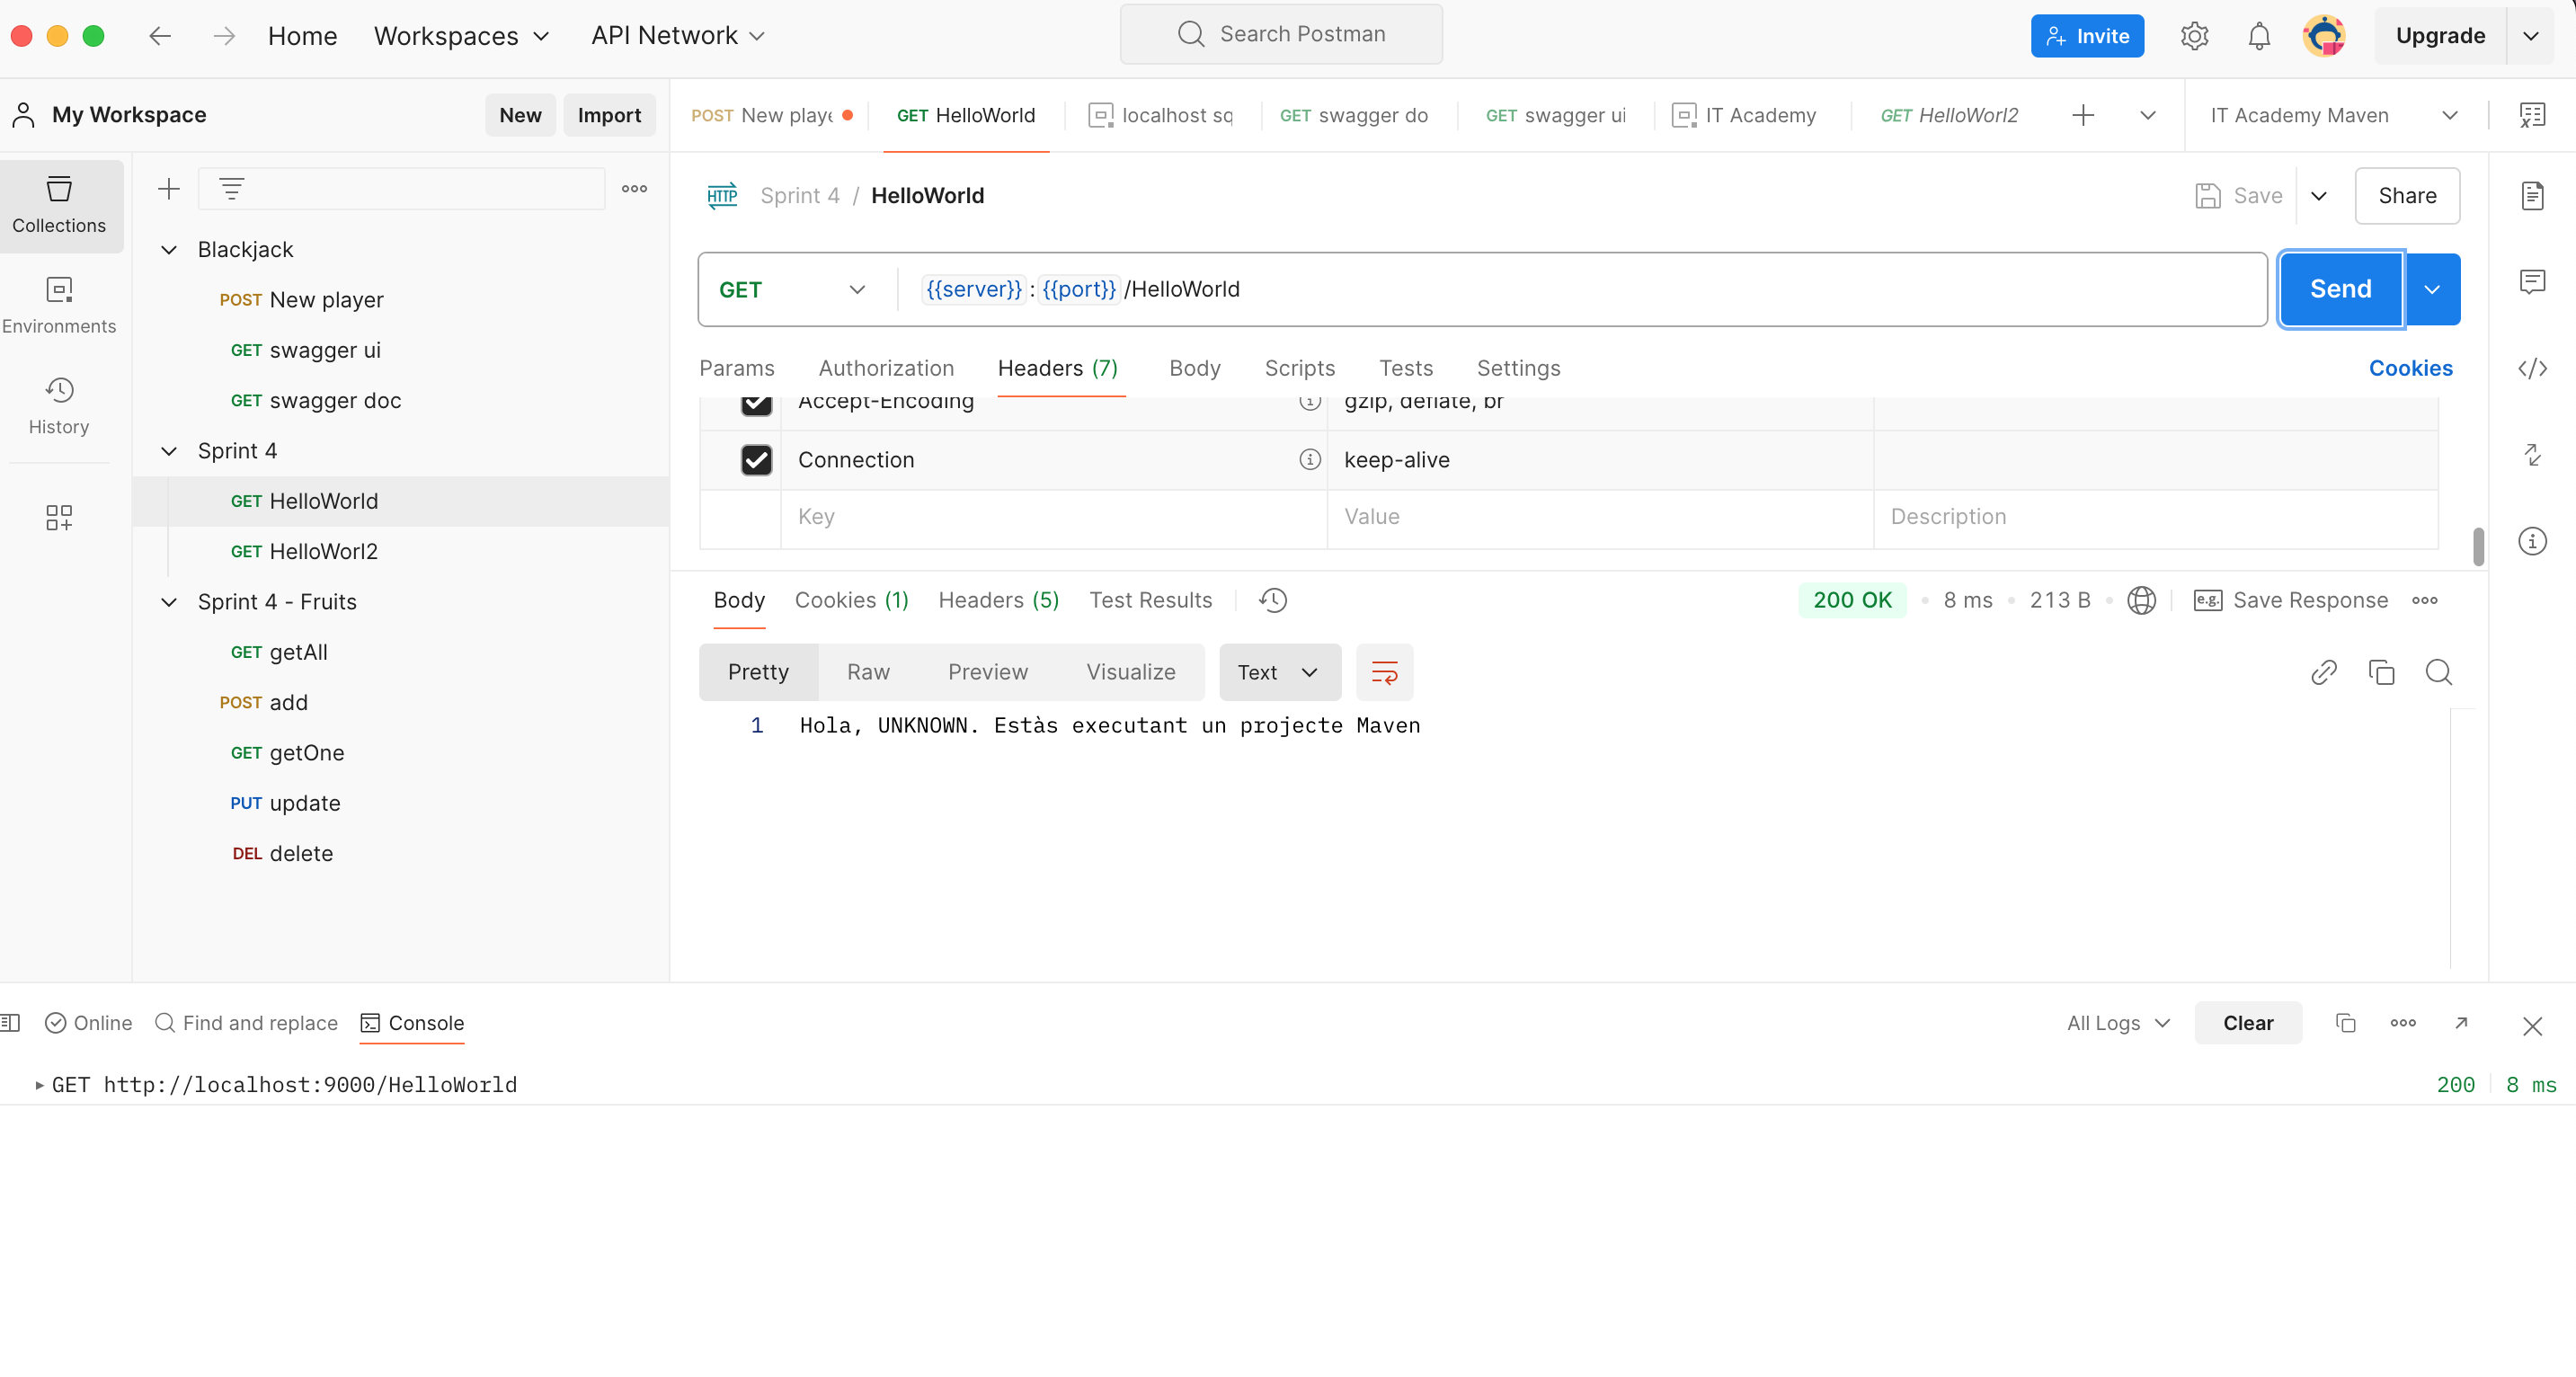 Home Workspaces API Network Search Postman Invite Upgrade
My Workspace New Import
POST New playe GET HelloWorld localhost sq GET swagger do GET swagger ui IT Academy GET HelloWorl2 IT Academy Maven
Collections
Environments
History
Blackjack
POST New player
GET swagger ui
GET swagger doc
Sprint 4
GET HelloWorld
GET HelloWorl2
Sprint 4 - Fruits
GET getAll
POST add
GET getOne
PUT update
DEL delete
HTTP Sprint 4 / HelloWorld Save Share
GET {{server}}:{{port}}/HelloWorld Send
Params Authorization Headers (7) Body Scripts Tests Settings Cookies
Accept-Encoding gzip, deflate, br
Connection keep-alive
Key Value Description
Body Cookies (1) Headers (5) Test Results 200 OK 8 ms 213 B e.g. Save Response
Pretty Raw Preview Visualize Text
1 Hola, UNKNOWN. Estàs executant un projecte Maven
Online Find and replace Console All Logs Clear
GET http://localhost:9000/HelloWorld 200 8 ms